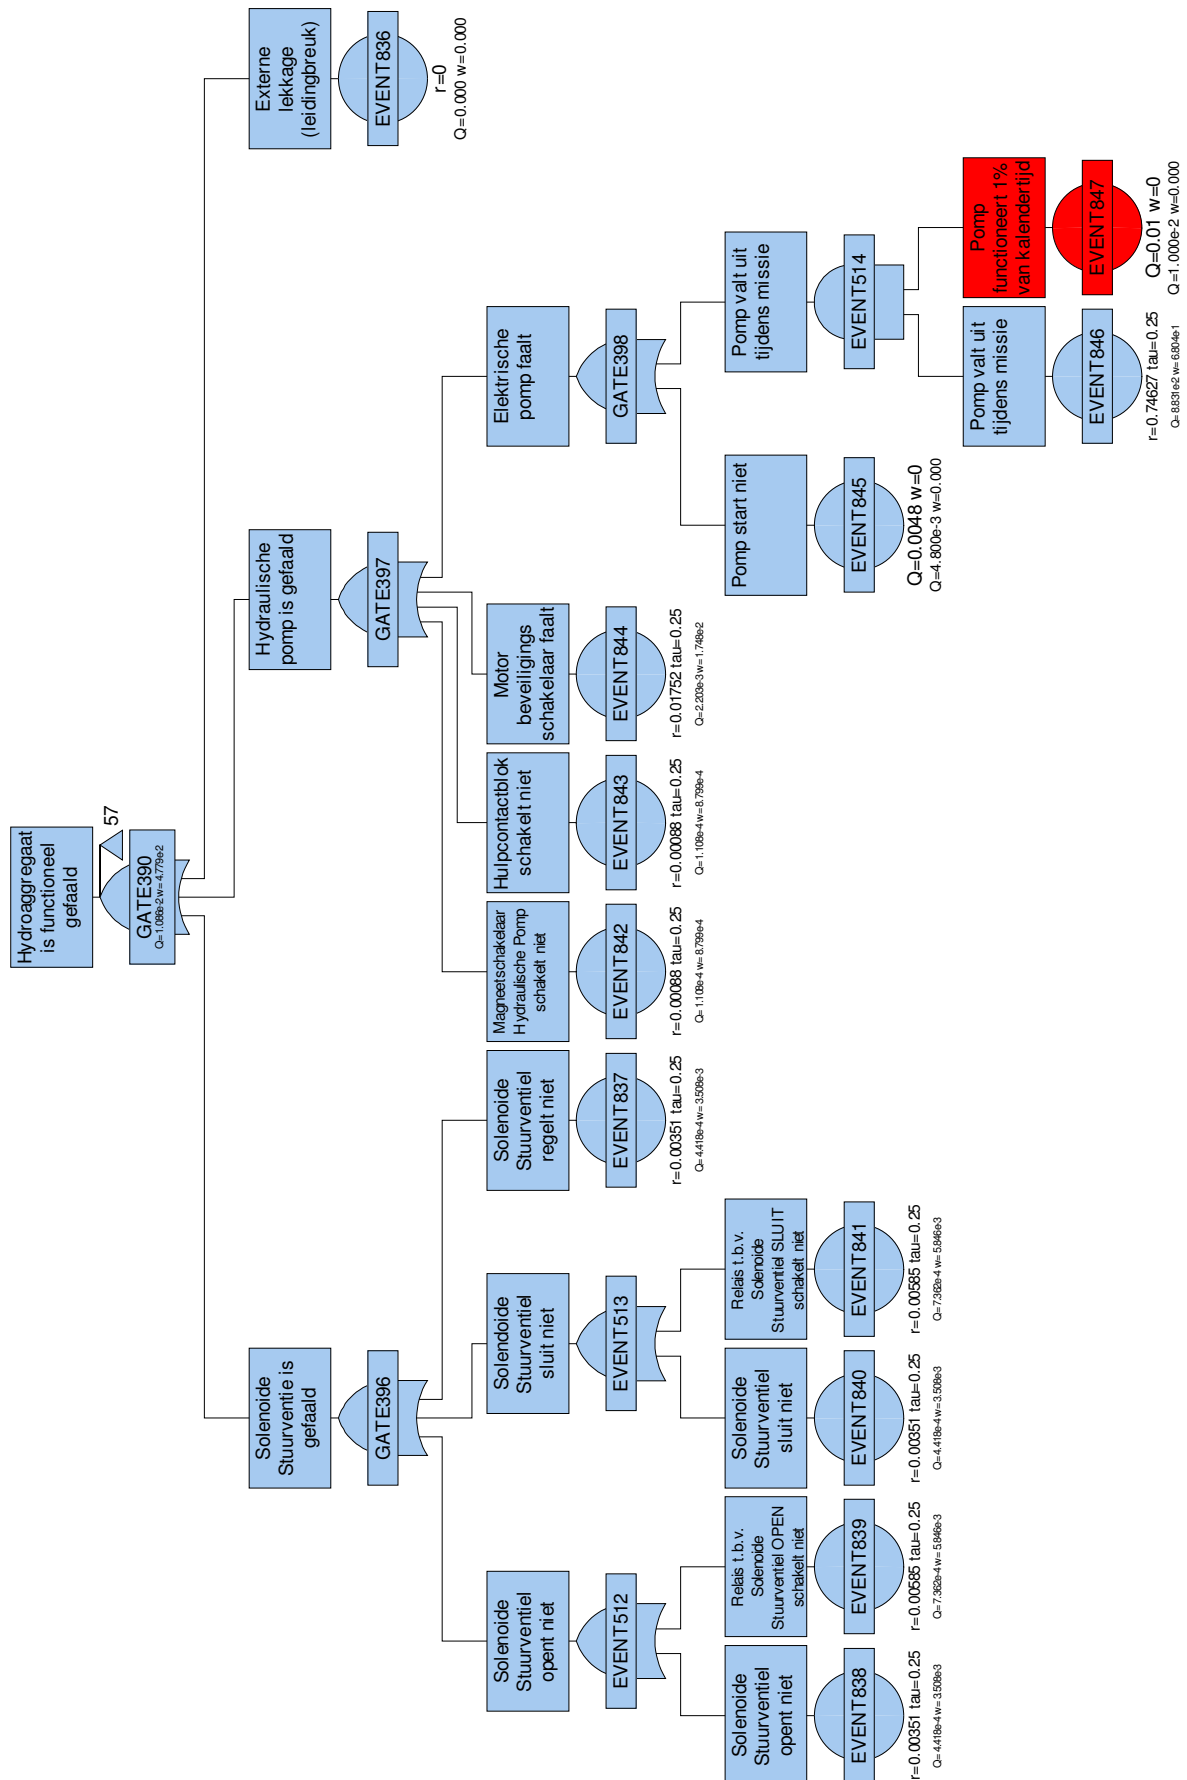 Hydroaggregaat
is functioneel
gefaald
57
GATE390
Q=1.086e-2 w=4.779e-2
Solenoide
Stuurventie is
gefaald
GATE396
Hydraulische
pomp is gefaald
GATE397
Externe
lekkage
(leidingbreuk)
EVENT836
r=0
Q=0.000 w=0.000
Solenoide
Stuurventiel
opent niet
EVENT512
Solendoide
Stuurventiel
sluit niet
EVENT513
Solenoide
Stuurventiel
regelt niet
EVENT837
r=0.00351 tau=0.25
Q=4.418e-4 w=3.508e-3
Magneetschakelaar
Hydraulische Pomp
schakelt niet
EVENT842
r=0.00088 tau=0.25
Q=1.108e-4 w=8.799e-4
Hulpcontactblok
schakelt niet
EVENT843
r=0.00088 tau=0.25
Q=1.108e-4 w=8.799e-4
Motor
beveiligings
schakelaar faalt
EVENT844
r=0.01752 tau=0.25
Q=2.203e-3 w=1.748e-2
Elektrische
pomp faalt
GATE398
Solenoide
Stuurventiel
opent niet
EVENT838
r=0.00351 tau=0.25
Q=4.418e-4 w=3.508e-3
Relais t.b.v.
Solenoide
Stuurventiel OPEN
schakelt niet
EVENT839
r=0.00585 tau=0.25
Q=7.362e-4 w=5.846e-3
Solenoide
Stuurventiel
sluit niet
EVENT840
r=0.00351 tau=0.25
Q=4.418e-4 w=3.508e-3
Relais t.b.v.
Solenoide
Stuurventiel SLUIT
schakelt niet
EVENT841
r=0.00585 tau=0.25
Q=7.362e-4 w=5.846e-3
Pomp start niet
EVENT845
Q=0.0048 w=0
Q=4.800e-3 w=0.000
Pomp valt uit
tijdens missie
EVENT514
Pomp valt uit
tijdens missie
EVENT846
r=0.74627 tau=0.25
Q=8.831e-2 w=6.804e-1
Pomp
functioneert 1%
van kalendertijd
EVENT847
Q=0.01 w=0
Q=1.000e-2 w=0.000